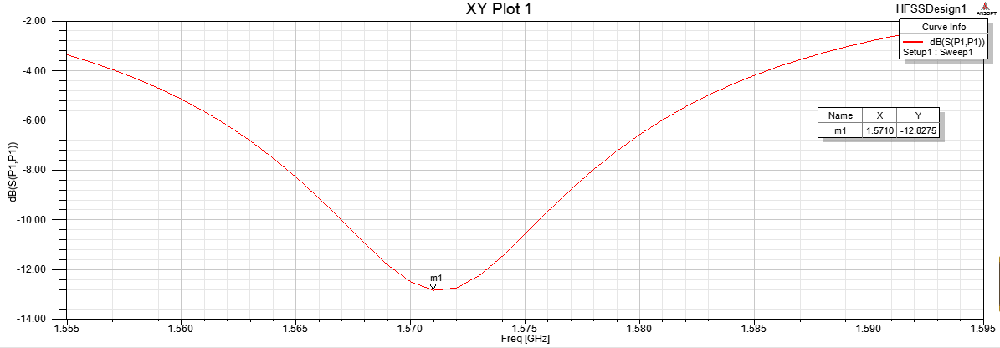 XY Plot 1
HFSSDesign1
ANSOFT
Curve Info
dB(S(P1,P1))
Setup1 : Sweep1
Name X Y
m1 1.5710 -12.8275
dB(S(P1,P1))
-2.00
-4.00
-6.00
-8.00
-10.00
-12.00
-14.00
m1
1.555 1.560 1.565 1.570 1.575 1.580 1.585 1.590 1.595
Freq [GHz]